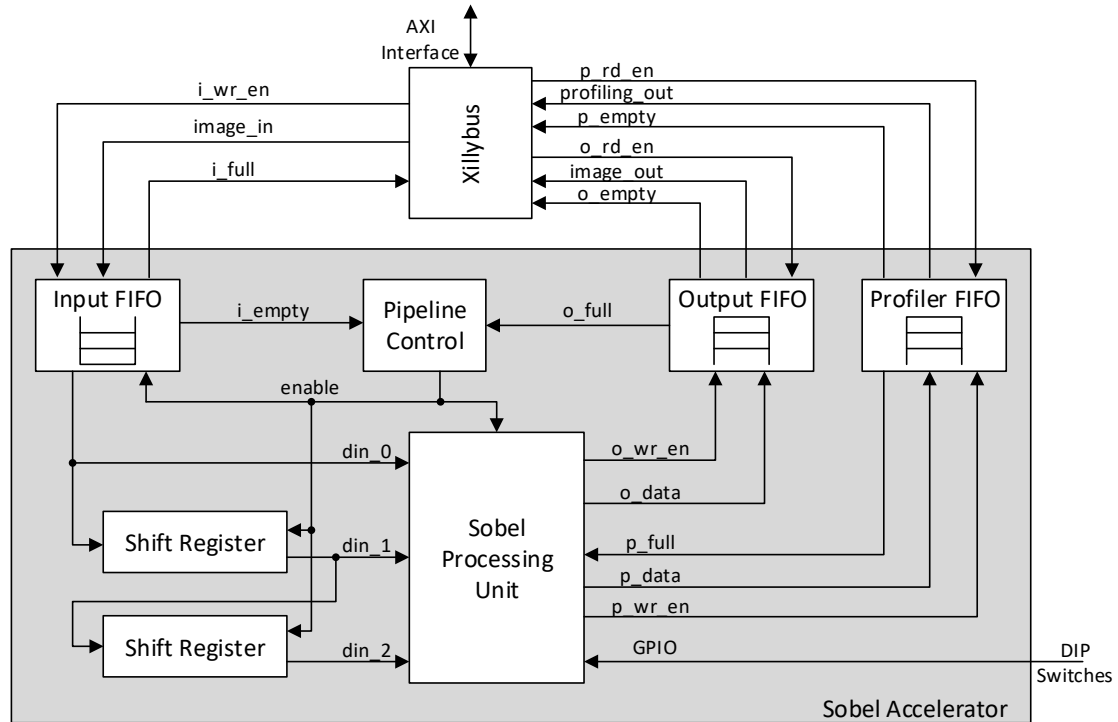 AXI
Interface
i_wr_en
image_in
i_full
Xillybus
p_rd_en
profiling_out
p_empty
o_rd_en
image_out
o_empty
Input FIFO
i_empty
Pipeline
Control
o_full
Output FIFO
Profiler FIFO
enable
din_0
Shift Register
din_1
Shift Register
din_2
Sobel
Processing
Unit
o_wr_en
o_data
p_full
p_data
p_wr_en
GPIO
DIP
Switches
Sobel Accelerator